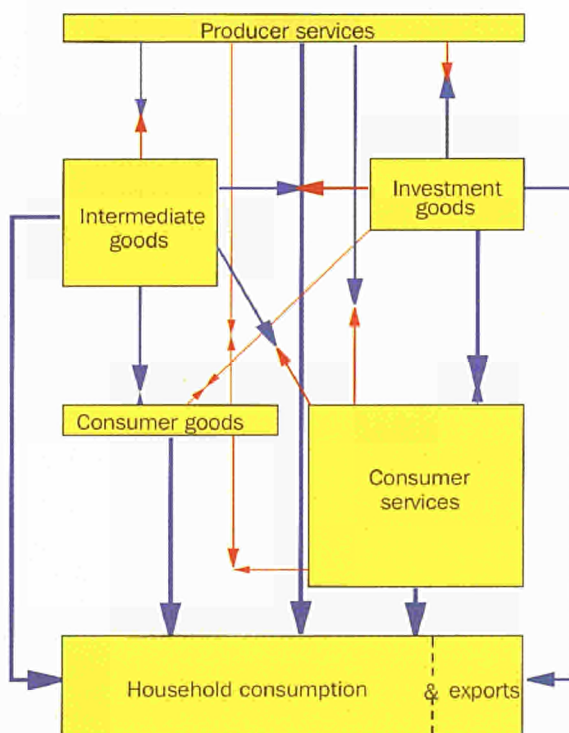 Producer services
Intermediate
goods
Investment
goods
Consumer goods
Consumer
services
Household consumption
& exports